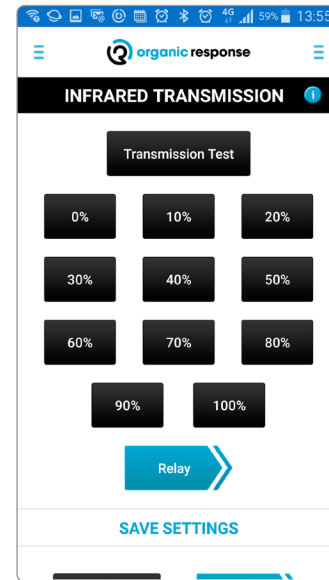 4G 59% 13:55
organic response
INFRARED TRANSMISSION i
Transmission Test
0% 10% 20%
30% 40% 50%
60% 70% 80%
90% 100%
Relay
SAVE SETTINGS